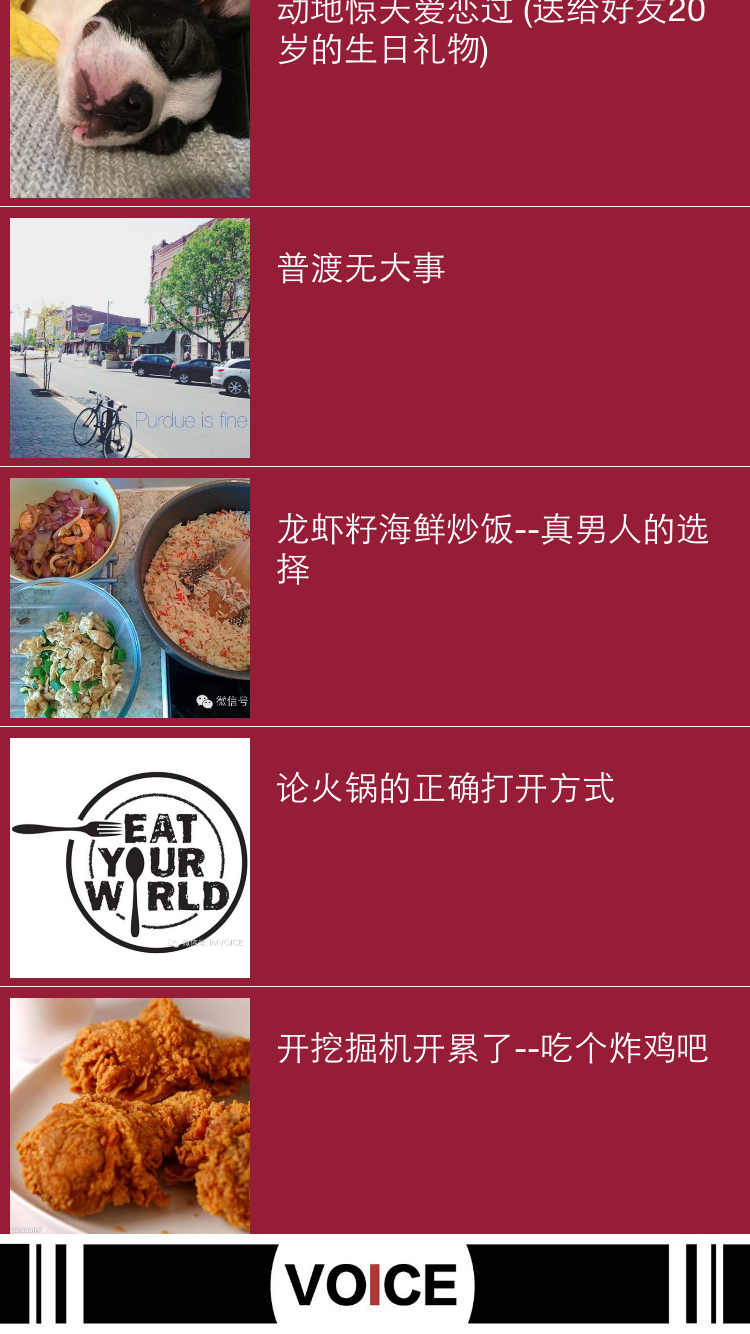 动地惊天爱恋过 (送给好友20
岁的生日礼物)
普渡无大事
Purdue is fine
龙虾籽海鲜炒饭--真男人的选
择
微信号
论火锅的正确打开方式
EAT
YOUR
WORLD
开挖掘机开累了--吃个炸鸡吧
VOICE